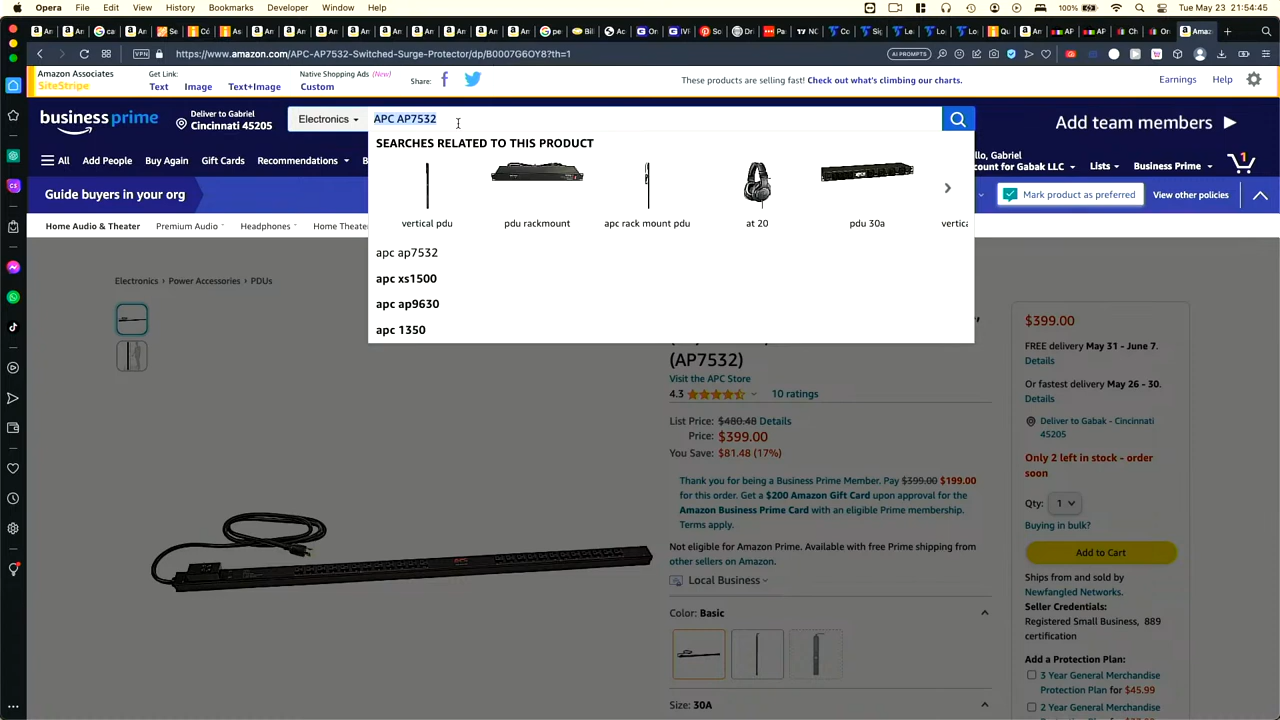 Opera File Edit View History Bookmarks Developer Window Help 100% Tue May 23 21:54:45
VPN https://www.amazon.com/APC-AP7532-Switched-Surge-Protector/dp/B0007G6OY8?th=1 AI PROMPTS
Amazon Associates
SiteStripe
Get Link:
Text Image Text+Image
Native Shopping Ads (New)
Custom
Share:
These products are selling fast! Check out what's climbing our charts.
Earnings Help
business prime
Deliver to Gabriel
Cincinnati 45205
Electronics
APC AP7532
Add team members
All Add People Buy Again Gift Cards Recommendations
llo, Gabriel
count for Gabak LLC Lists Business Prime 1
Guide buyers in your org
Mark product as preferred View other policies
Home Audio & Theater Premium Audio Headphones Home Theate
SEARCHES RELATED TO THIS PRODUCT
vertical pdu pdu rackmount apc rack mount pdu at 20 pdu 30a vertica
apc ap7532
apc xs1500
apc ap9630
apc 1350
Electronics › Power Accessories › PDUs
(AP7532)
Visit the APC Store
4.3 10 ratings
List Price: $480.48 Details
Price: $399.00
You Save: $81.48 (17%)
Thank you for being a Business Prime Member. Pay $399.00 $199.00
for this order. Get a $200 Amazon Gift Card upon approval for the
Amazon Business Prime Card with an eligible Prime membership.
Terms apply.
Not eligible for Amazon Prime. Available with free Prime shipping from
other sellers on Amazon.
Local Business
Color: Basic
Size: 30A
$399.00
FREE delivery May 31 - June 7.
Details
Or fastest delivery May 26 - 30.
Details
Deliver to Gabak - Cincinnati
45205
Only 2 left in stock - order
soon
Qty: 1
Buying in bulk?
Add to Cart
Ships from and sold by
Newfangled Networks.
Seller Credentials:
Registered Small Business, 889
certification
Add a Protection Plan:
3 Year General Merchandise
Protection Plan for $45.99
2 Year General Merchandise